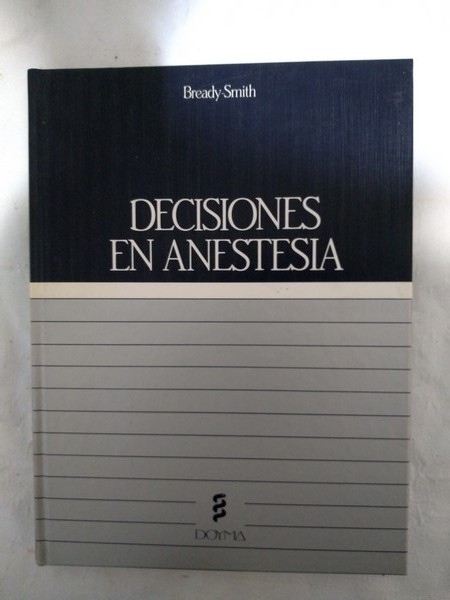 Bready-Smith
DECISIONES
EN ANESTESIA
DOYMA